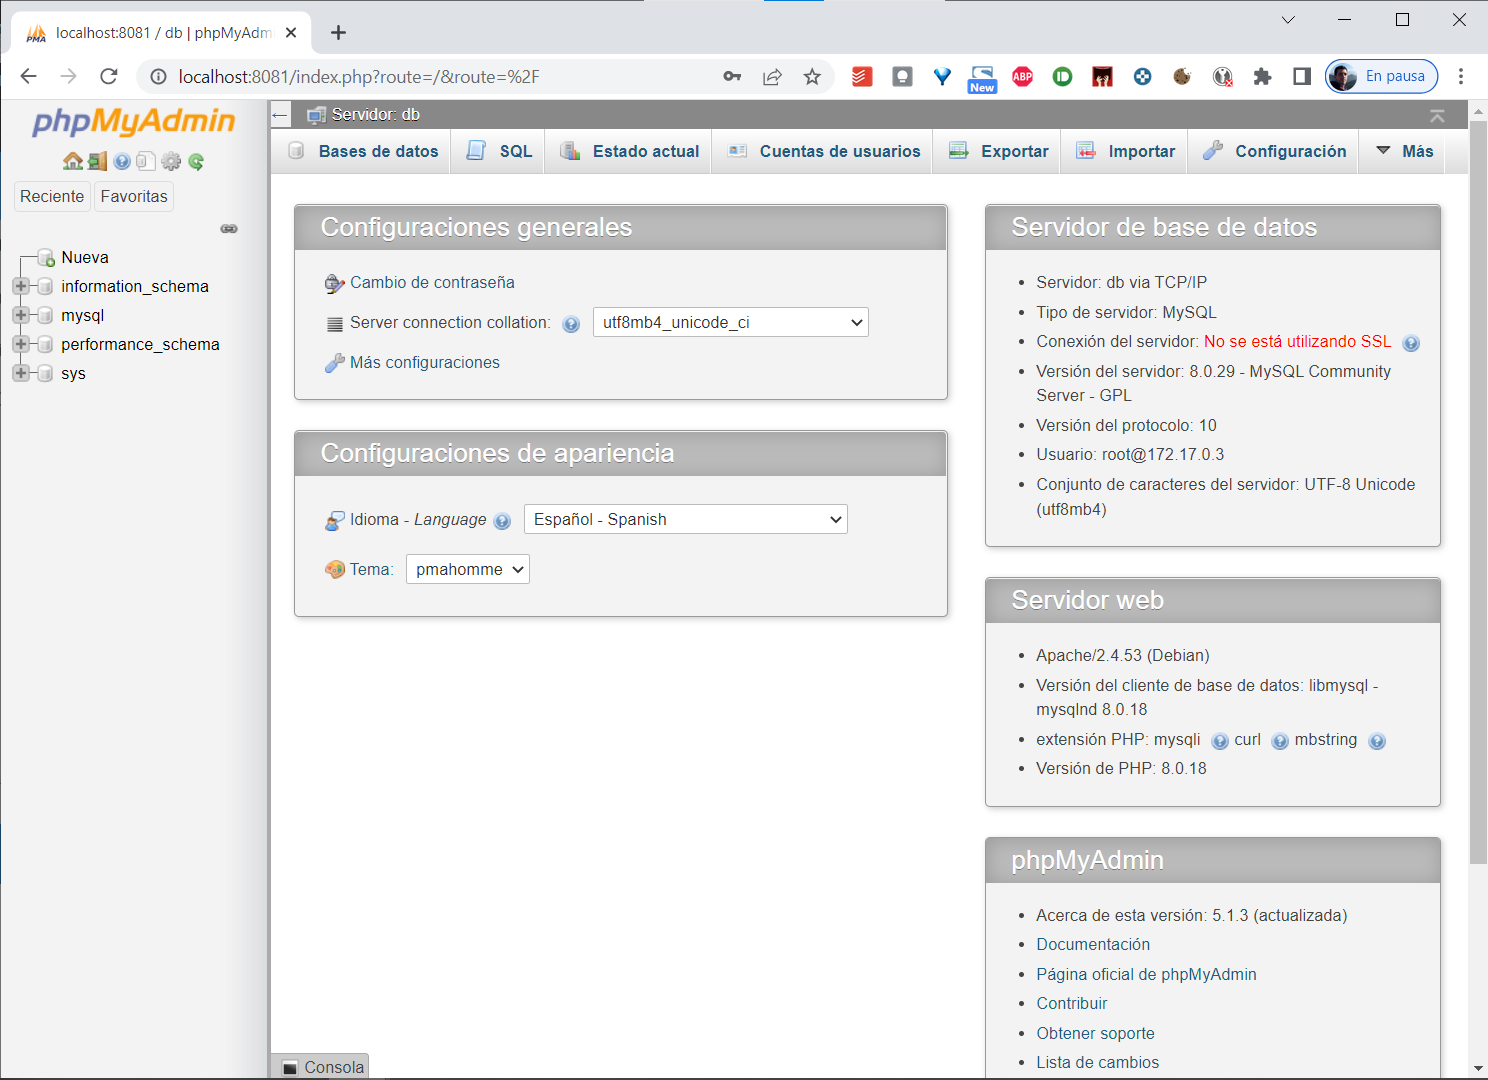 localhost:8081 / db | phpMyAdm
localhost:8081/index.php?route=/&route=%2F
New
ABP
En pausa
phpMyAdmin
Reciente
Favoritas
Nueva
information_schema
mysql
performance_schema
sys
Servidor: db
Bases de datos
SQL
Estado actual
Cuentas de usuarios
Exportar
Importar
Configuración
Más
Configuraciones generales
Cambio de contraseña
Server connection collation:
utf8mb4_unicode_ci
Más configuraciones
Configuraciones de apariencia
Idioma - Language
Español - Spanish
Tema:
pmahomme
Servidor de base de datos
Servidor: db via TCP/IP
Tipo de servidor: MySQL
Conexión del servidor: No se está utilizando SSL
Versión del servidor: 8.0.29 - MySQL Community
Server - GPL
Versión del protocolo: 10
Usuario: root@172.17.0.3
Conjunto de caracteres del servidor: UTF-8 Unicode
(utf8mb4)
Servidor web
Apache/2.4.53 (Debian)
Versión del cliente de base de datos: libmysql -
mysqlnd 8.0.18
extensión PHP: mysqli curl mbstring
Versión de PHP: 8.0.18
phpMyAdmin
Acerca de esta versión: 5.1.3 (actualizada)
Documentación
Página oficial de phpMyAdmin
Contribuir
Obtener soporte
Lista de cambios
Consola